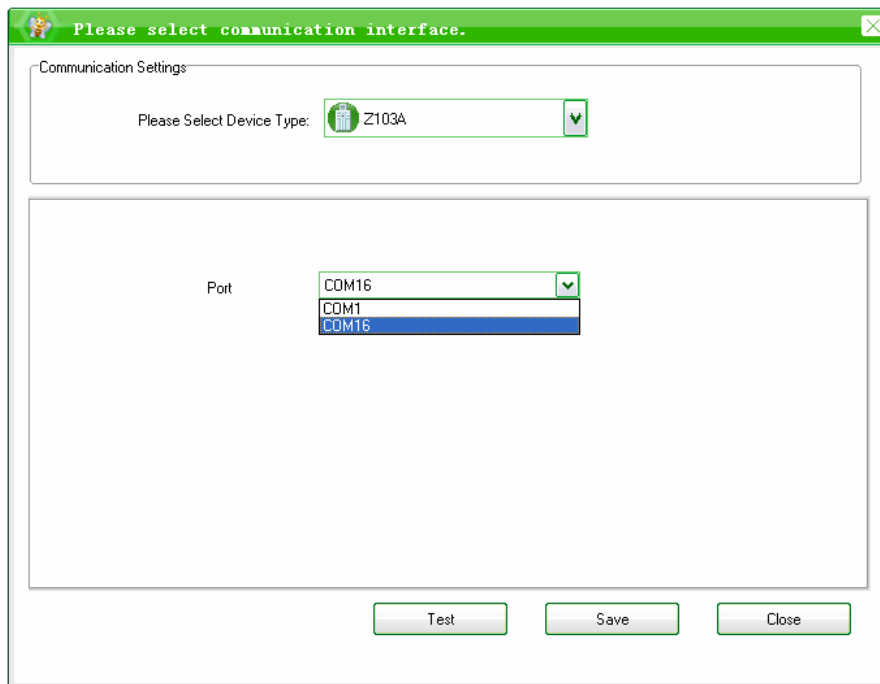 Please select communication interface.
Communication Settings
Please Select Device Type: Z103A
Port COM16
COM1
COM16
Test Save Close